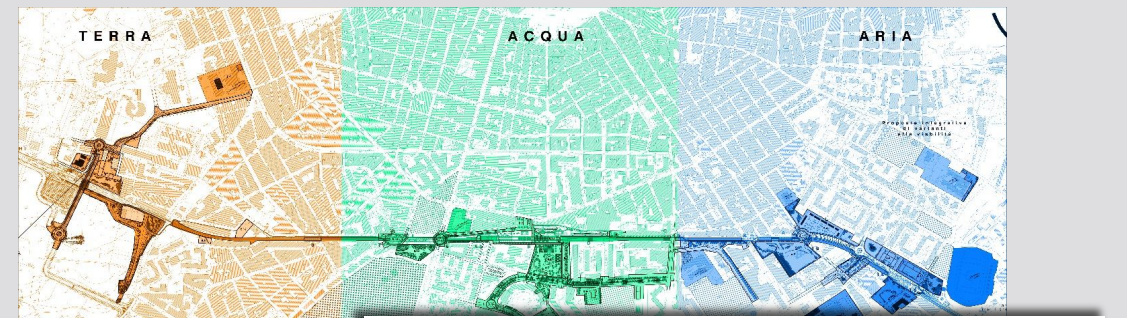 TERRA
ACQUA
ARIA
Proposta integrativa
di varianti
alla viabilità